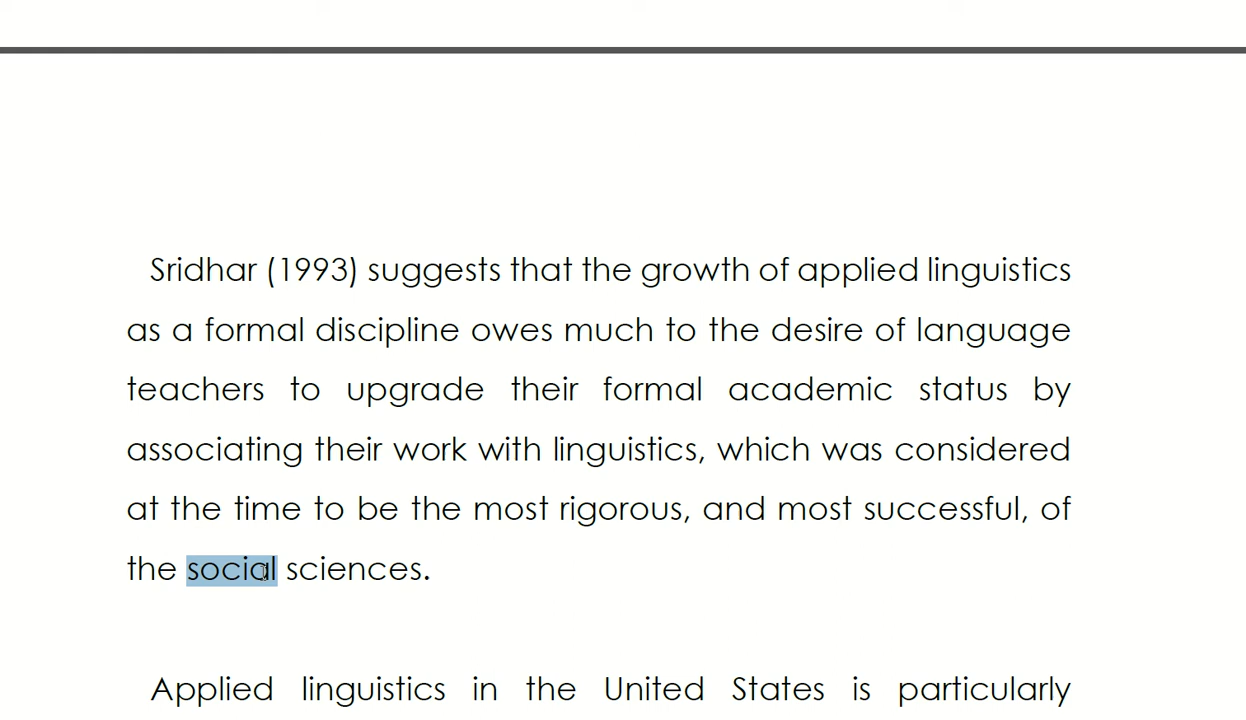 Sridhar (1993) suggests that the growth of applied linguistics
as a formal discipline owes much to the desire of language
teachers to upgrade their formal academic status by
associating their work with linguistics, which was considered
at the time to be the most rigorous, and most successful, of
the social sciences.
Applied linguistics in the United States is particularly